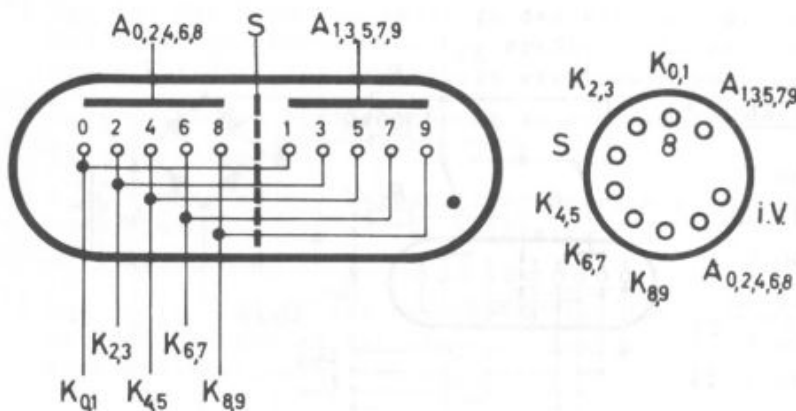 A0,2,4,6,8 S A1,3,5,7,9
0 2 4 6 8 1 3 5 7 9
K2,3 K6,7
K0,1 K4,5 K8,9
K2,3 K0,1 A1,3,5,7,9
8
S
K4,5 i.V.
K6,7 K8,9 A0,2,4,6,8